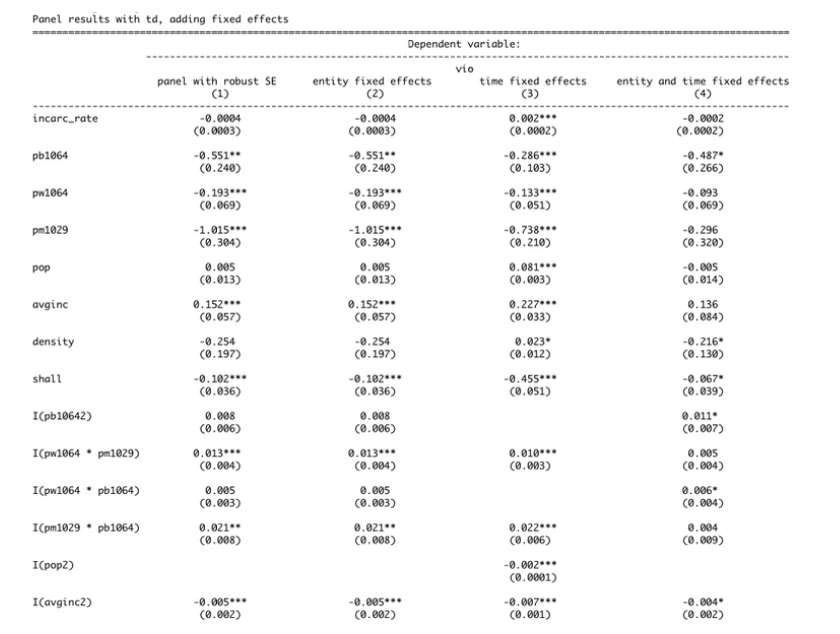 Panel results with td, adding fixed effects
Dependent variable:
vio
panel with robust SE entity fixed effects time fixed effects entity and time fixed effects
(1) (2) (3) (4)
incarc_rate -0.0004 -0.0004 0.002*** -0.0002
(0.0003) (0.0003) (0.0002) (0.0002)
pb1064 -0.551** -0.551** -0.286*** -0.487*
(0.240) (0.240) (0.103) (0.266)
pw1064 -0.193*** -0.193*** -0.133*** -0.093
(0.069) (0.069) (0.051) (0.069)
pm1029 -1.015*** -1.015*** -0.738*** -0.296
(0.304) (0.304) (0.210) (0.320)
pop 0.005 0.005 0.081*** -0.005
(0.013) (0.013) (0.003) (0.014)
avginc 0.152*** 0.152*** 0.227*** 0.136
(0.057) (0.057) (0.033) (0.084)
density -0.254 -0.254 0.023* -0.216*
(0.197) (0.197) (0.012) (0.130)
shall -0.102*** -0.102*** -0.455*** -0.067*
(0.036) (0.036) (0.051) (0.039)
I(pb10642) 0.008 0.008 0.011*
(0.006) (0.006) (0.007)
I(pw1064 * pm1029) 0.013*** 0.013*** 0.010*** 0.005
(0.004) (0.004) (0.003) (0.004)
I(pw1064 * pb1064) 0.005 0.005 0.006*
(0.003) (0.003) (0.004)
I(pm1029 * pb1064) 0.021** 0.021** 0.022*** 0.004
(0.008) (0.008) (0.006) (0.009)
I(pop2) -0.002***
(0.0001)
I(avginc2) -0.005*** -0.005*** -0.007*** -0.004*
(0.002) (0.002) (0.001) (0.002)